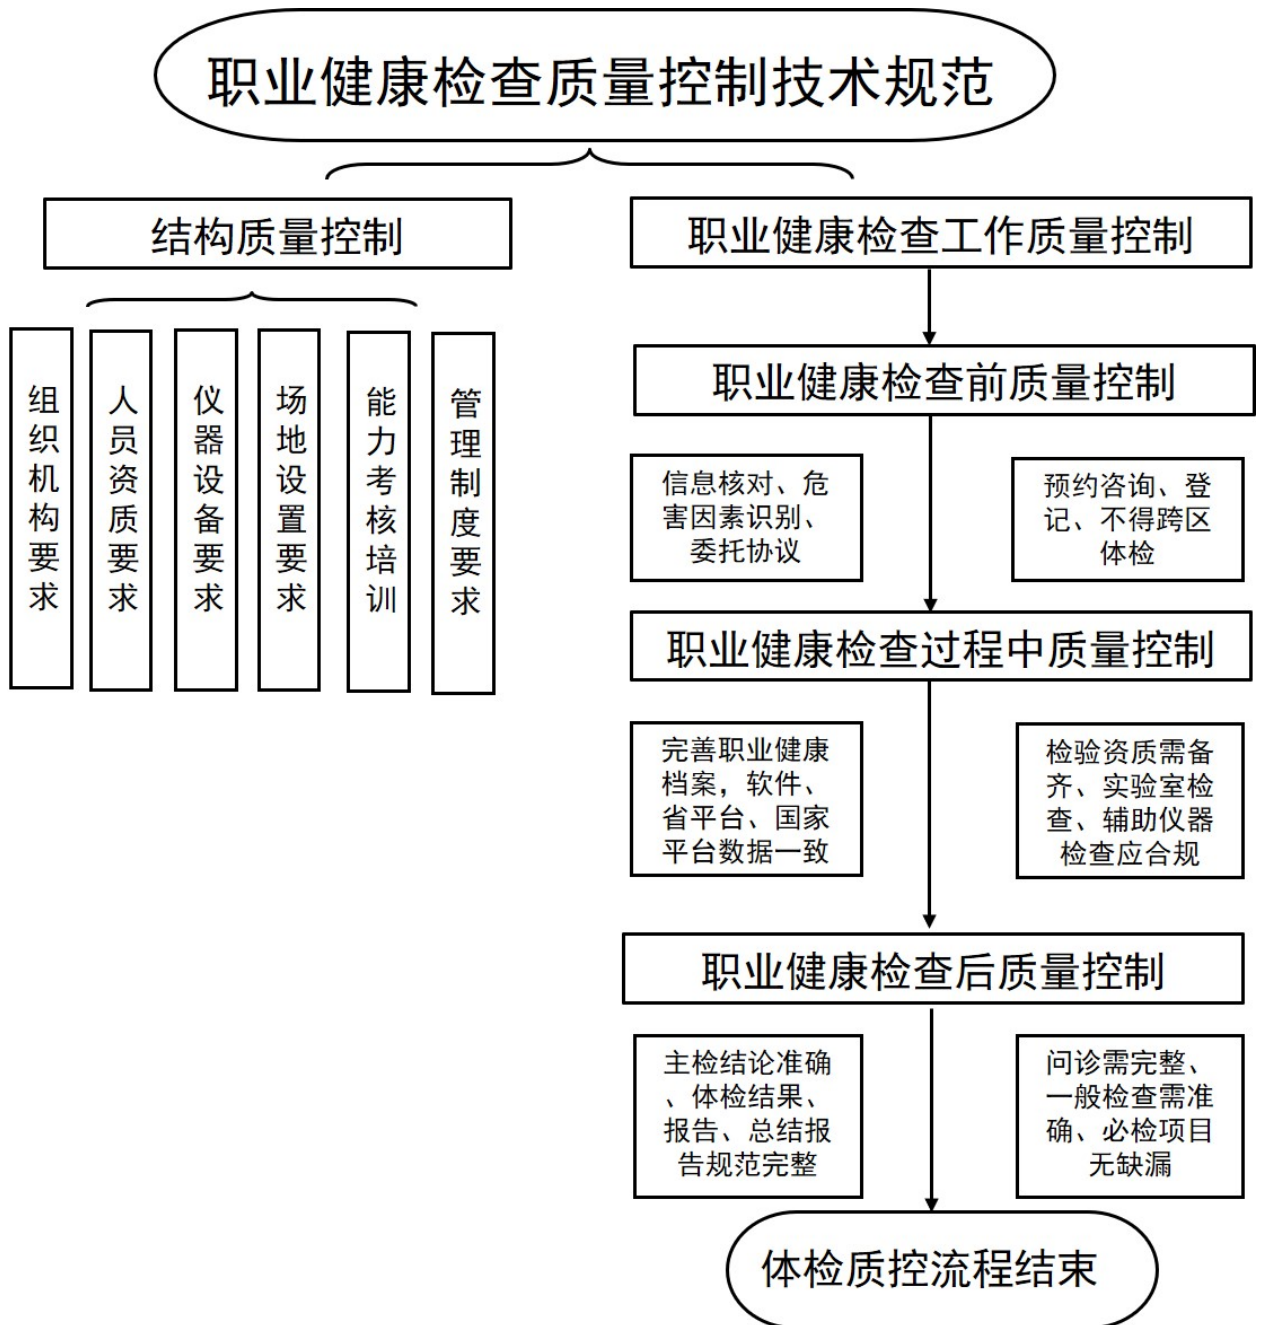 职业健康检查质量控制技术规范
结构质量控制
组织机构要求
人员资质要求
仪器设备要求
场地设置要求
能力考核培训
管理制度要求
职业健康检查工作质量控制
职业健康检查前质量控制
信息核对、危
害因素识别、
委托协议
预约咨询、登
记、不得跨区
体检
职业健康检查过程中质量控制
完善职业健康
档案，软件、
省平台、国家
平台数据一致
检验资质需备
齐、实验室检
查、辅助仪器
检查应合规
职业健康检查后质量控制
主检结论准确
、体检结果、
报告、总结报
告规范完整
问诊需完整、
一般检查需准
确、必检项目
无缺漏
体检质控流程结束